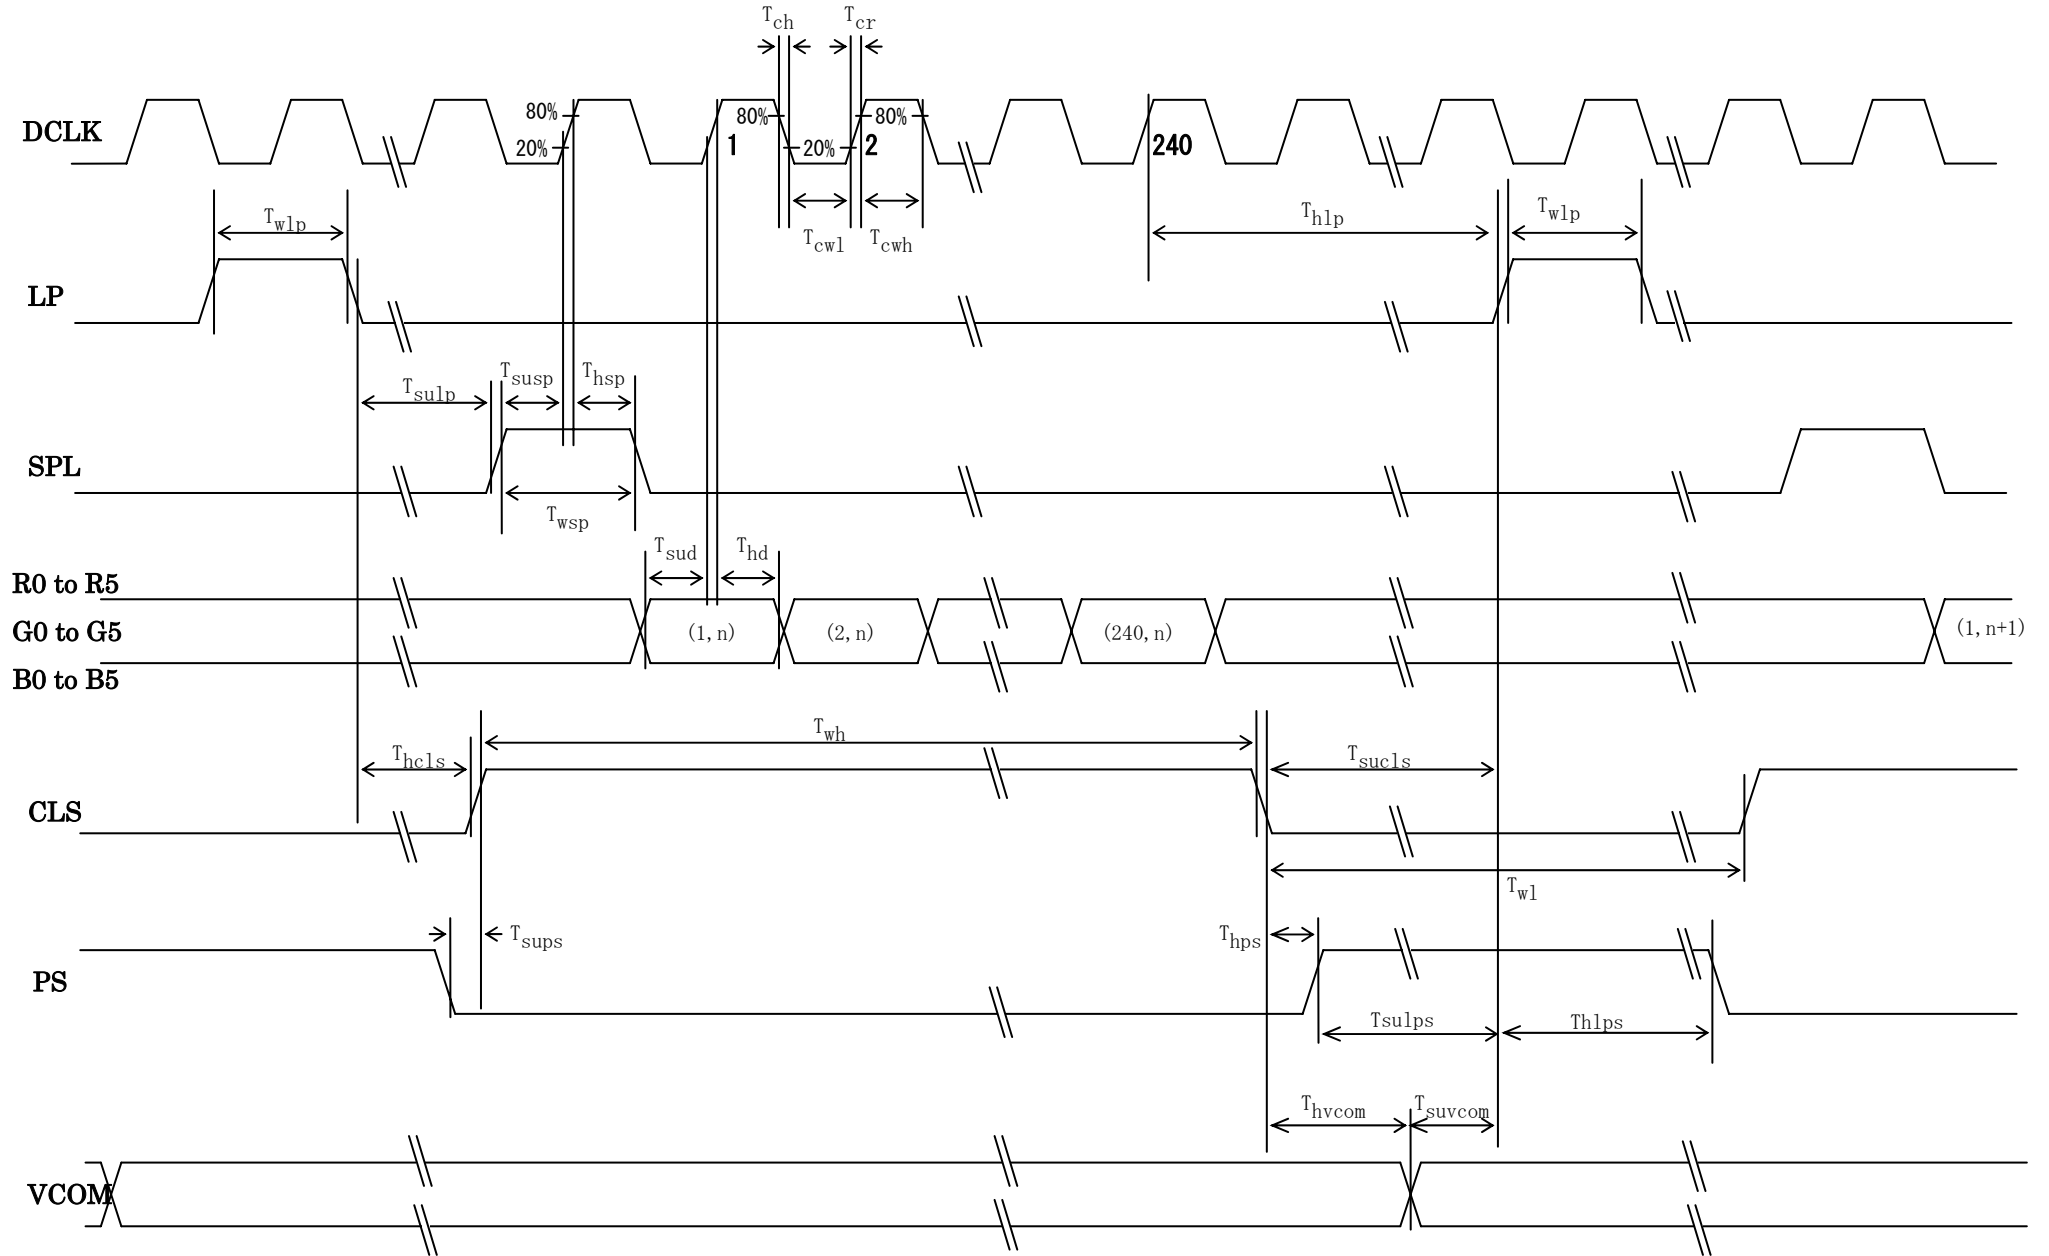 Tch Tcr
DCLK 80% 20% 80% 1 20% 80% 2 240
Tcwl Tcwh
Twlp Thlp Twlp
LP
Tsulp Tsusp Thsp
SPL
Twsp
Tsud Thd
R0 to R5
G0 to G5 (1,n) (2,n) (240,n) (1,n+1)
B0 to B5
Twh
Thcls Tsucls
CLS
Twl
Tsups Thps
PS
Tsulps Thlps
Thvcom Tsuvcom
VCOM